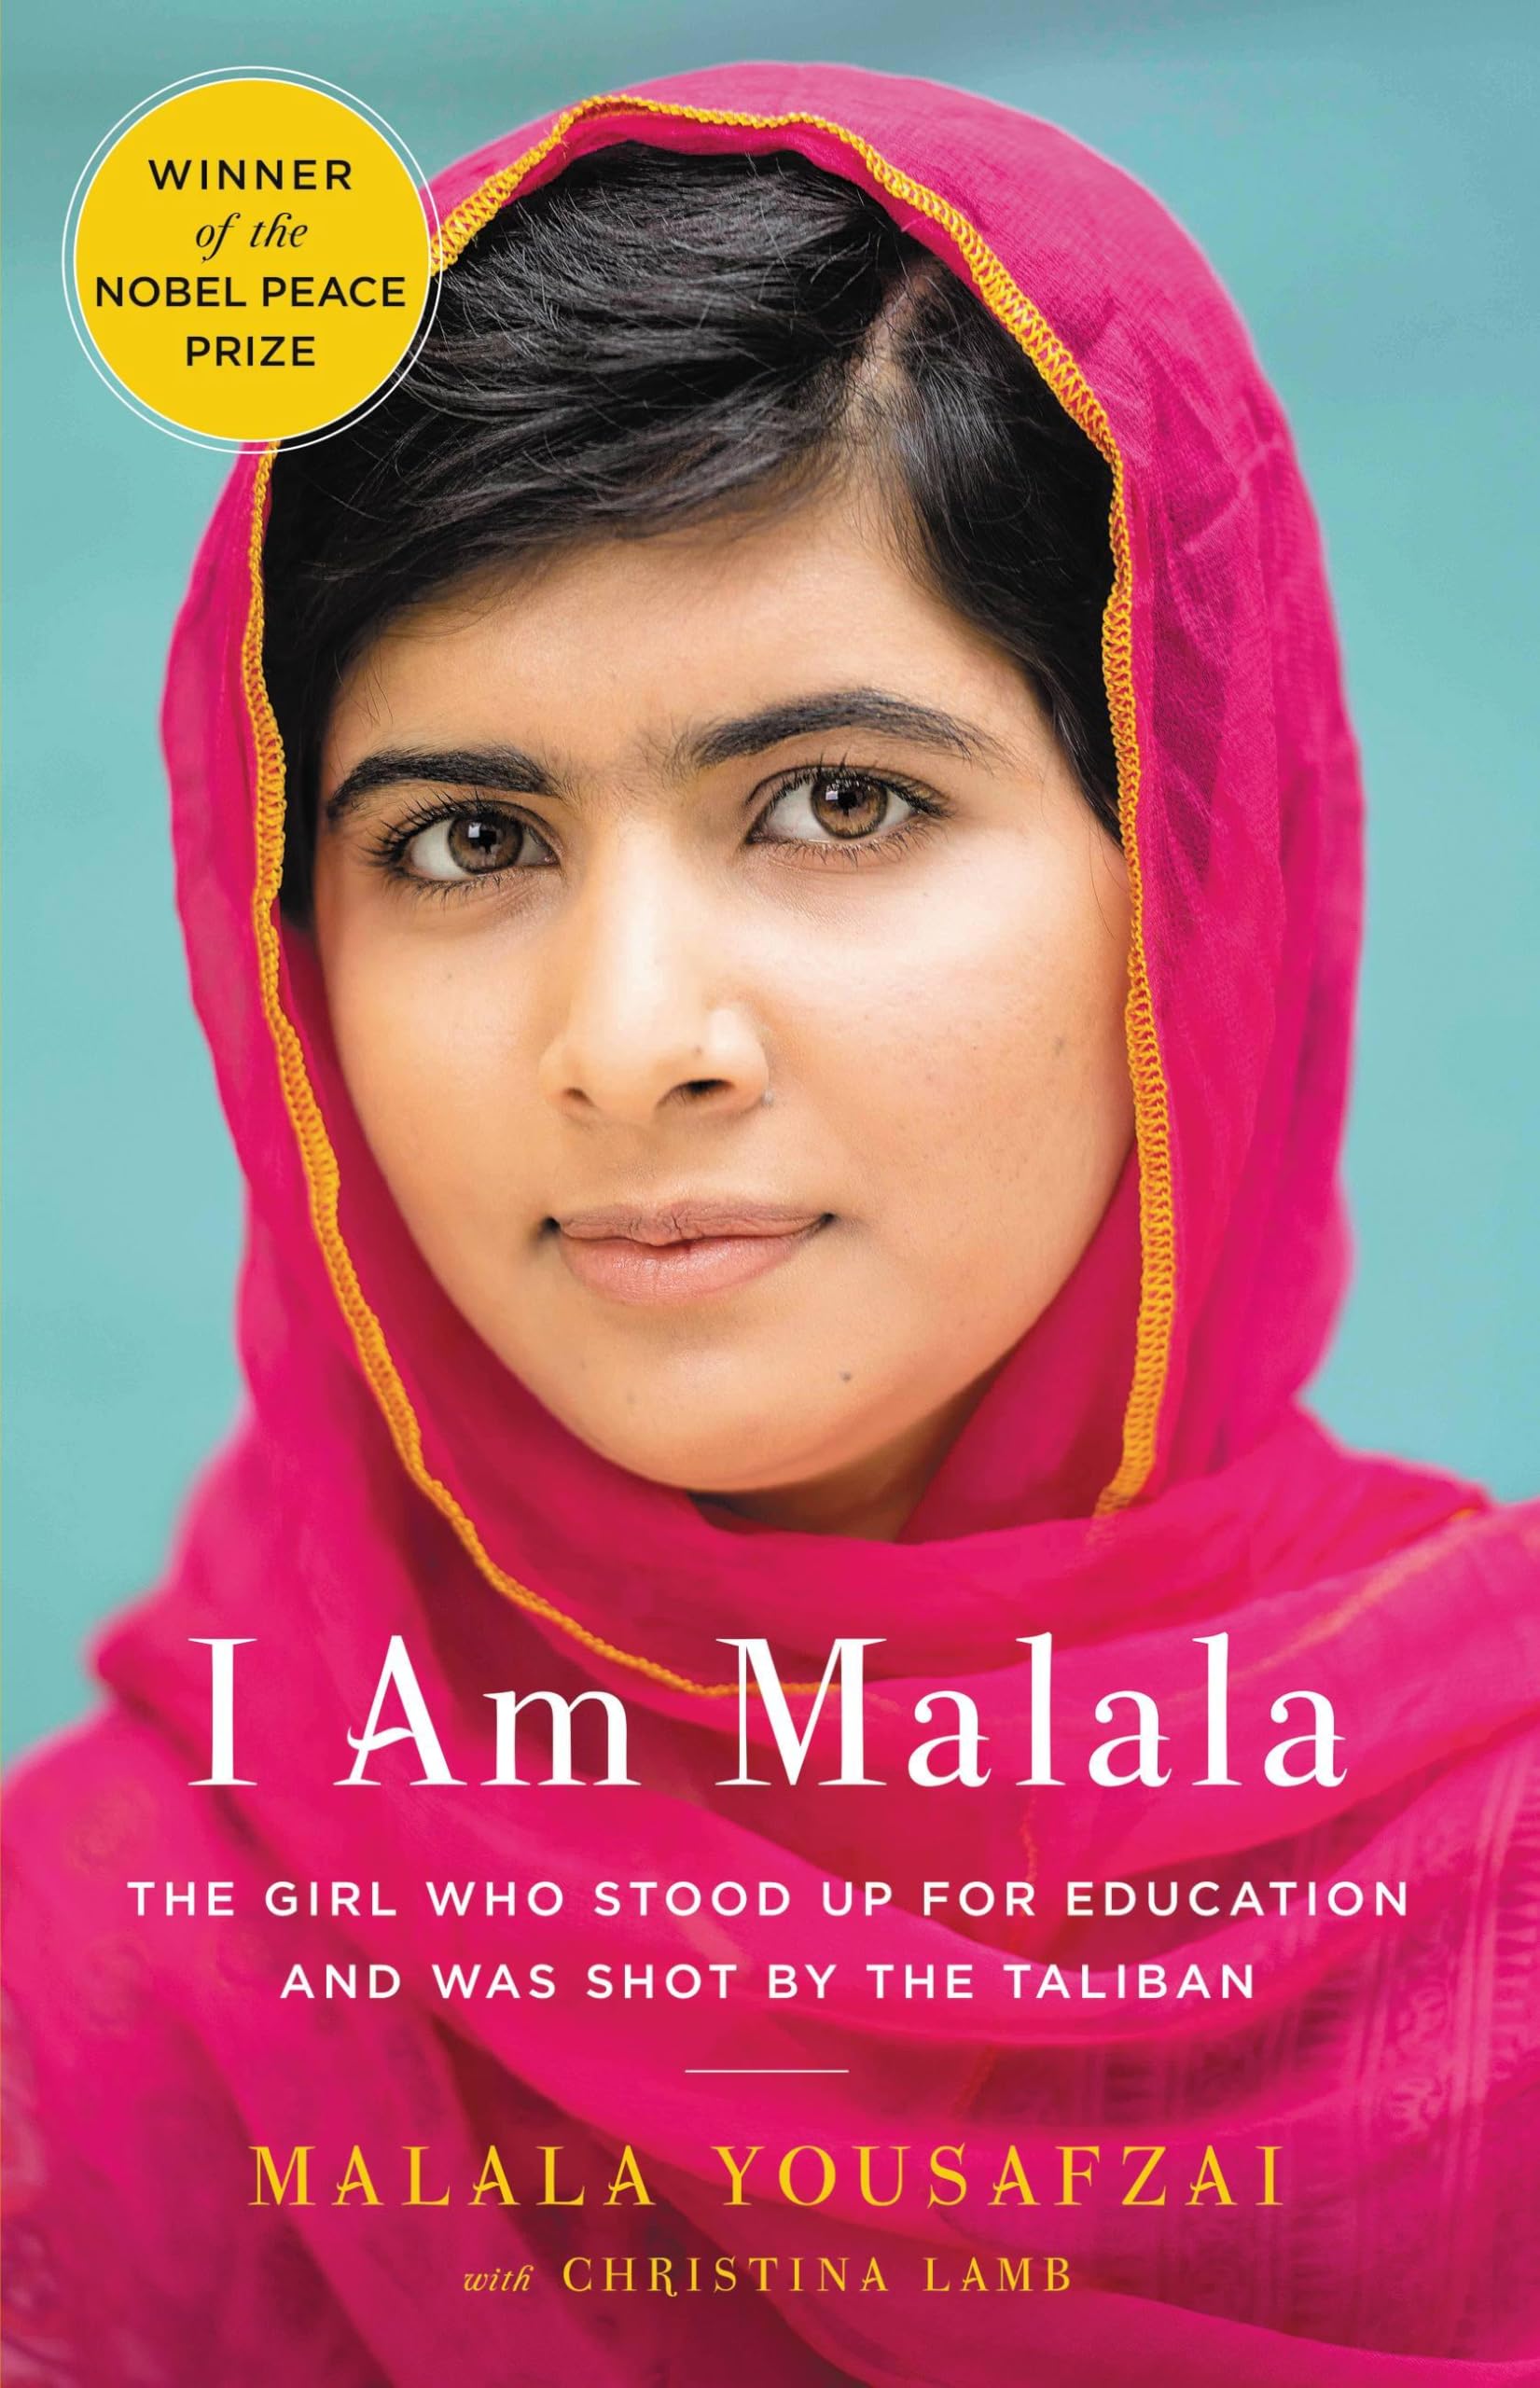 WINNER
of the
NOBEL PEACE
PRIZE
I Am Malala
THE GIRL WHO STOOD UP FOR EDUCATION
AND WAS SHOT BY THE TALIBAN
MALALA YOUSAFZAI
with CHRISTINA LAMB